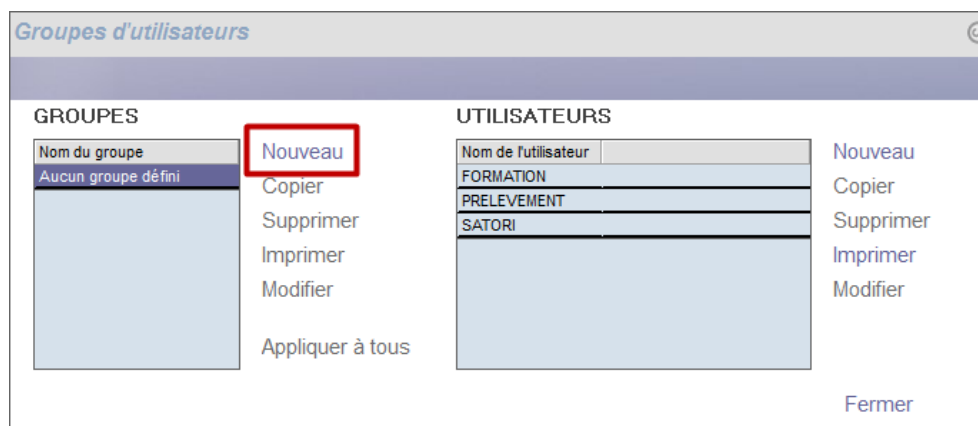 Groupes d'utilisateurs
GROUPES
Nom du groupe
Aucun groupe défini
Nouveau
Copier
Supprimer
Imprimer
Modifier
Appliquer à tous
UTILISATEURS
Nom de l'utilisateur
FORMATION
PRELEVEMENT
SATORI
Nouveau
Copier
Supprimer
Imprimer
Modifier
Fermer